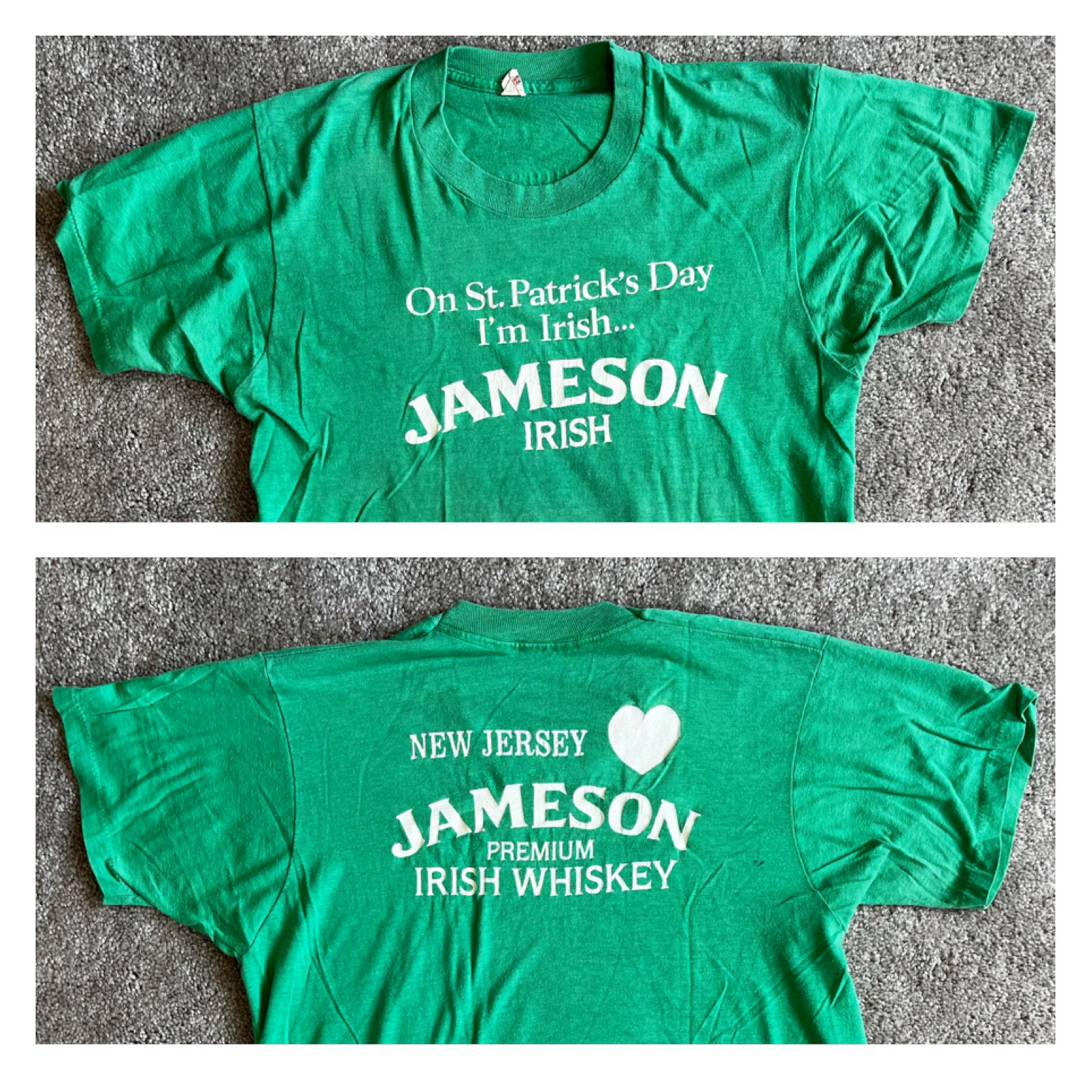 On St. Patrick's Day
I'm Irish...
JAMESON
IRISH
NEW JERSEY
JAMESON
PREMIUM
IRISH WHISKEY